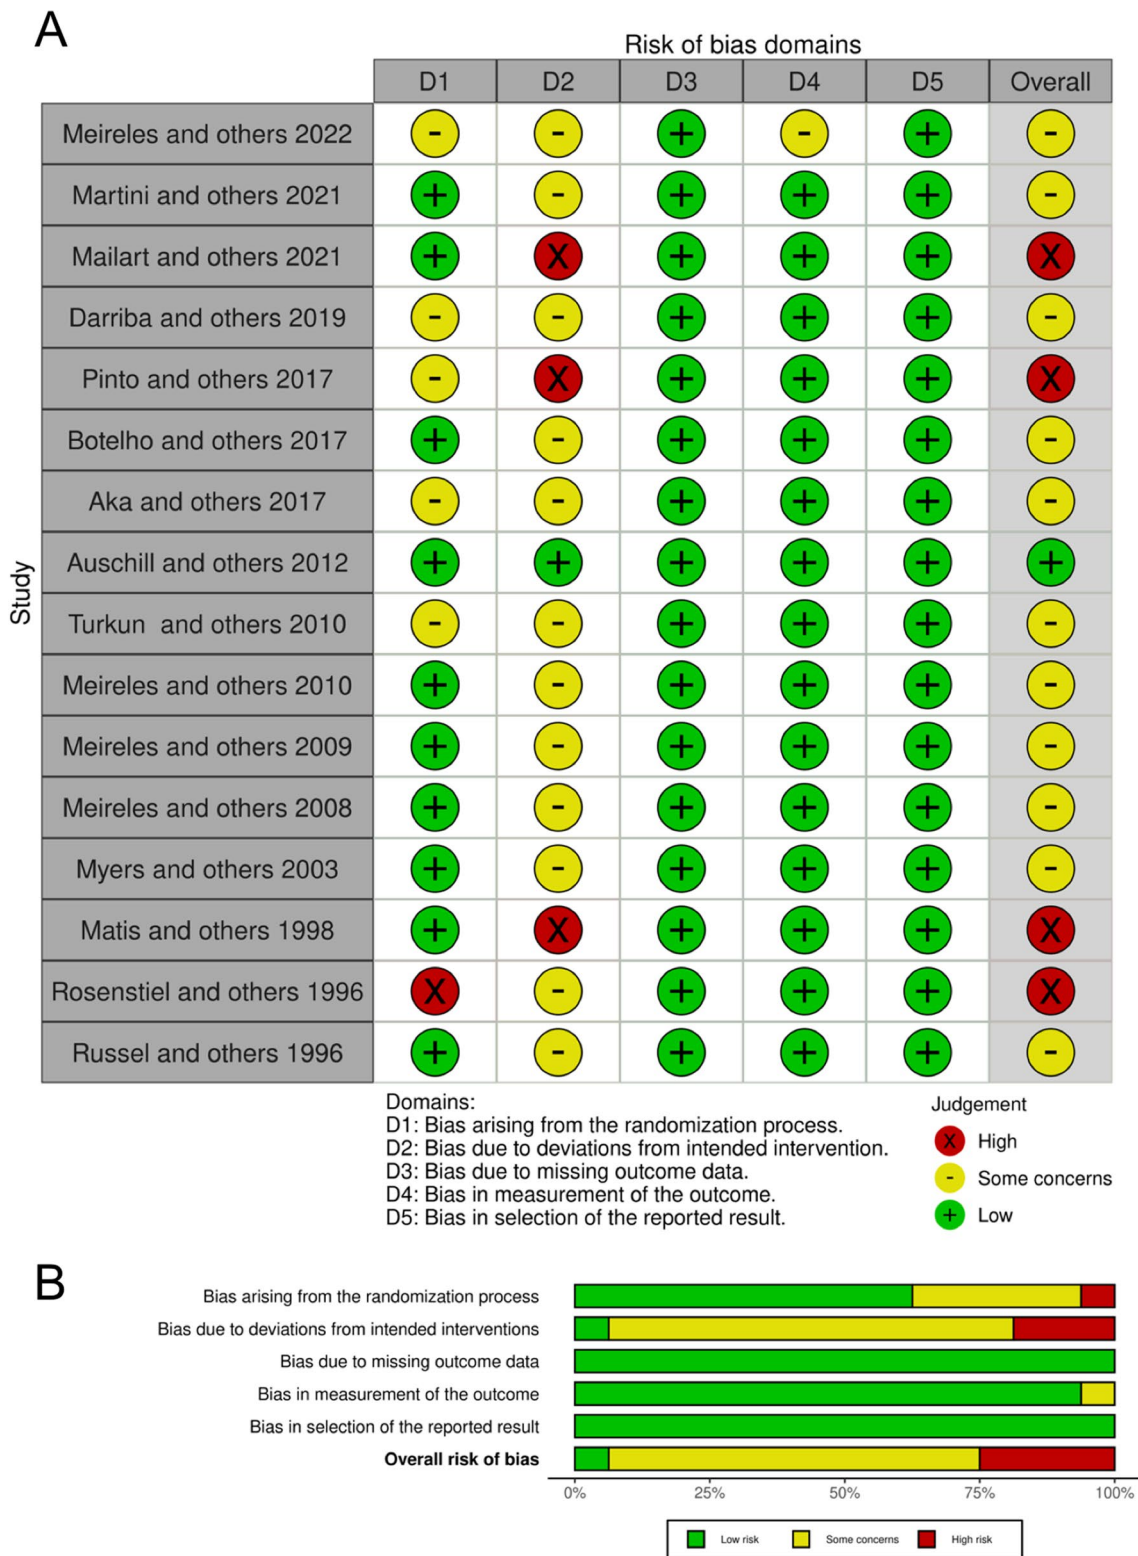 A
Risk of bias domains
D1 D2 D3 D4 D5 Overall
Study
Meireles and others 2022 - - + - + -
Martini and others 2021 + - + + + -
Mailart and others 2021 + X + + + X
Darriba and others 2019 - - + + + -
Pinto and others 2017 - X + + + X
Botelho and others 2017 + - + + + -
Aka and others 2017 - - + + + -
Auschill and others 2012 + + + + + +
Turkun and others 2010 - - + + + -
Meireles and others 2010 + - + + + -
Meireles and others 2009 + - + + + -
Meireles and others 2008 + - + + + -
Myers and others 2003 + - + + + -
Matis and others 1998 + X + + + X
Rosenstiel and others 1996 X - + + + X
Russel and others 1996 + - + + + -
Domains:
D1: Bias arising from the randomization process.
D2: Bias due to deviations from intended intervention.
D3: Bias due to missing outcome data.
D4: Bias in measurement of the outcome.
D5: Bias in selection of the reported result.
Judgement
X High
- Some concerns
+ Low
B
Bias arising from the randomization process
Bias due to deviations from intended interventions
Bias due to missing outcome data
Bias in measurement of the outcome
Bias in selection of the reported result
Overall risk of bias
0% 25% 50% 75% 100%
Low risk Some concerns High risk